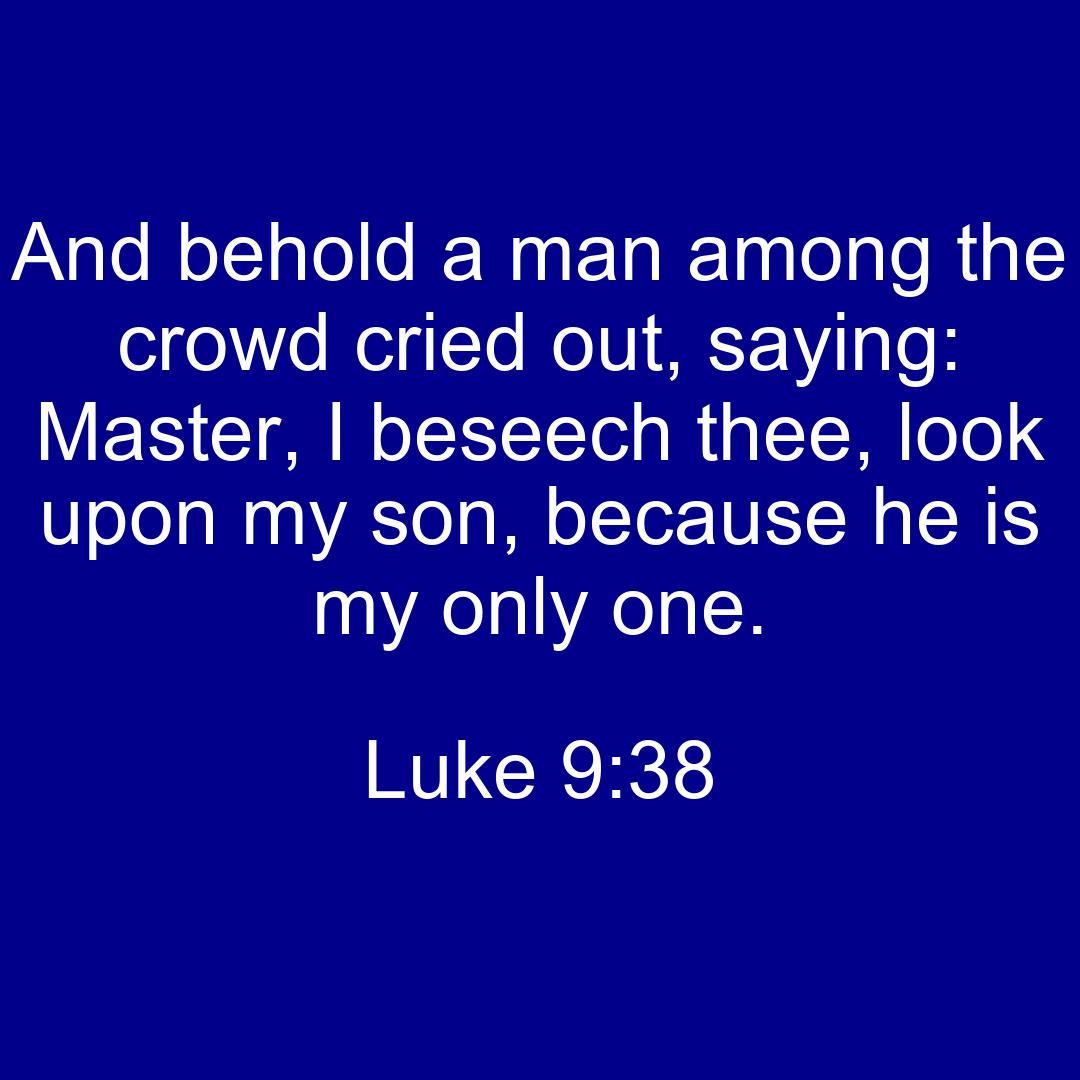 And behold a man among the
crowd cried out, saying:
Master, I beseech thee, look
upon my son, because he is
my only one.
Luke 9:38